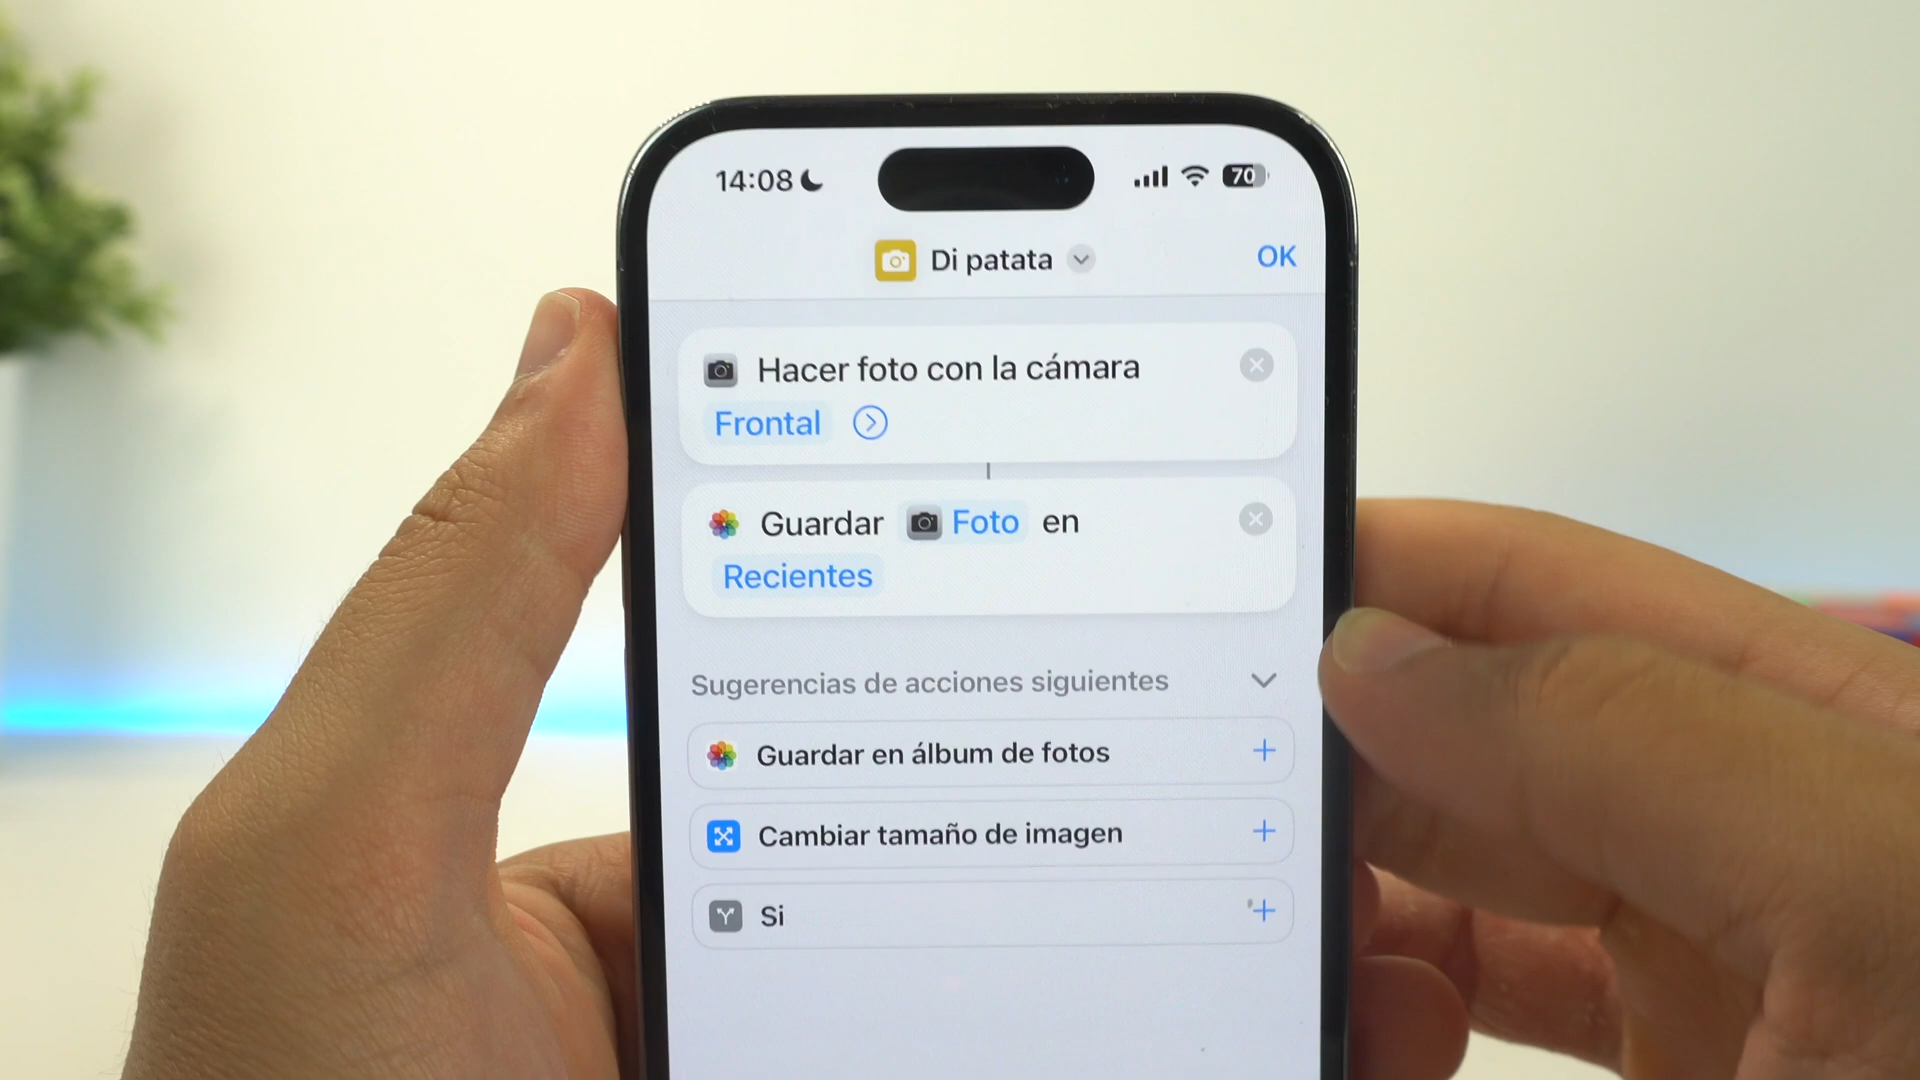 14:08
70
Di patata
OK
Hacer foto con la cámara
Frontal
Guardar Foto en
Recientes
Sugerencias de acciones siguientes
Guardar en álbum de fotos
Cambiar tamaño de imagen
Si